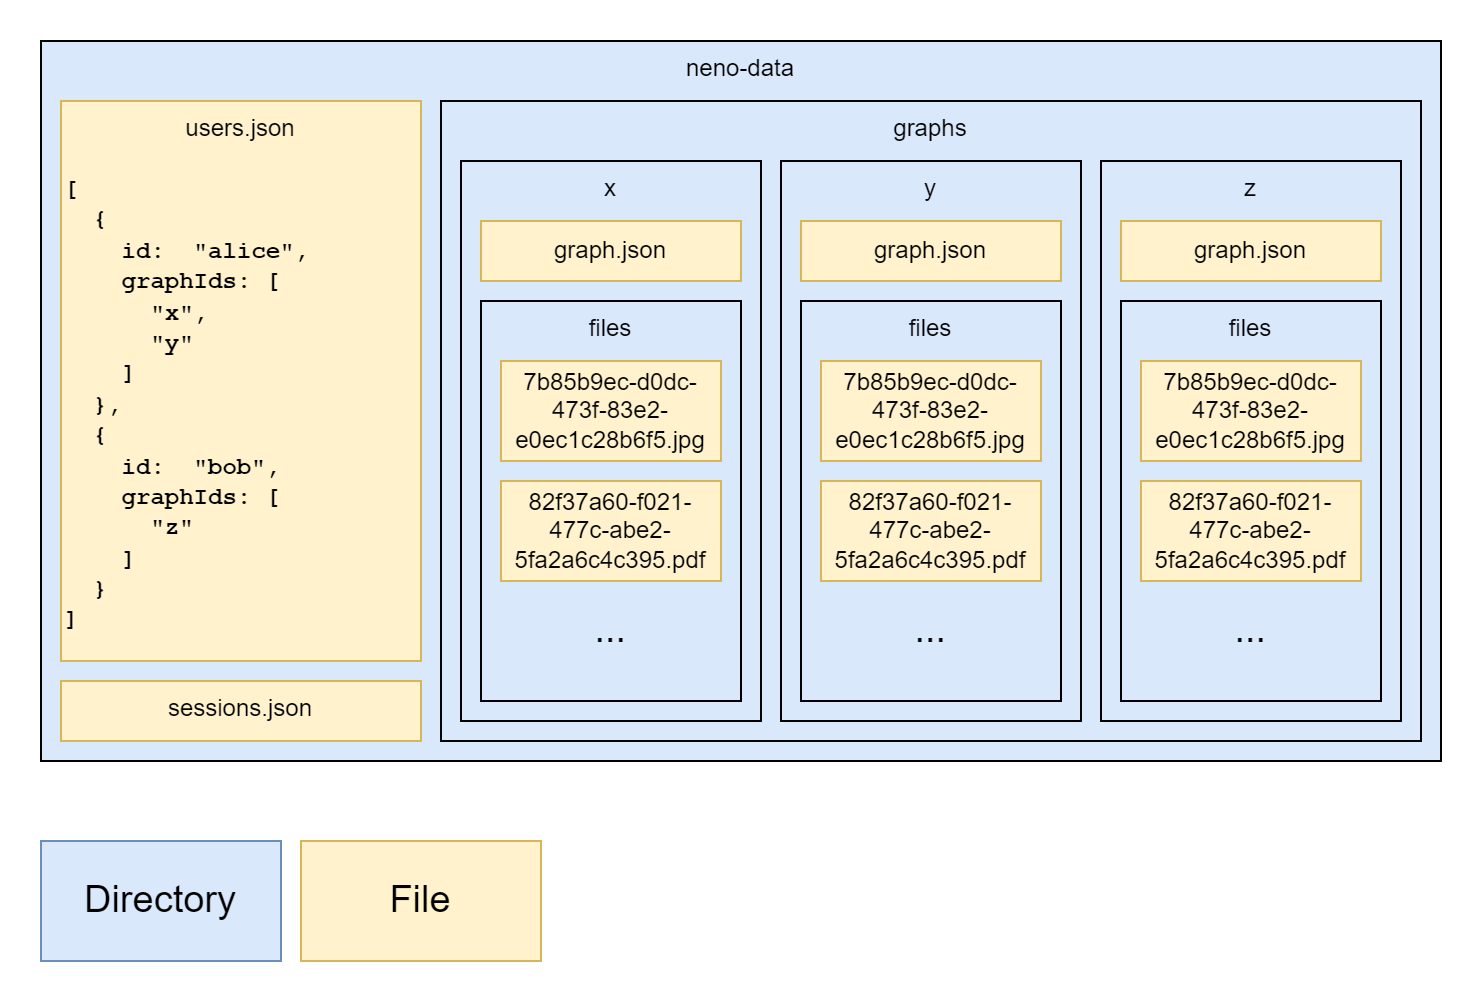 neno-data
users.json
[
  {
    id:  "alice",
    graphIds: [
      "x",
      "y"
    ]
  },
  {
    id:  "bob",
    graphIds: [
      "z"
    ]
  }
]
sessions.json
graphs
x
graph.json
files
7b85b9ec-d0dc-
473f-83e2-
e0ec1c28b6f5.jpg
82f37a60-f021-
477c-abe2-
5fa2a6c4c395.pdf
...
y
graph.json
files
7b85b9ec-d0dc-
473f-83e2-
e0ec1c28b6f5.jpg
82f37a60-f021-
477c-abe2-
5fa2a6c4c395.pdf
...
z
graph.json
files
7b85b9ec-d0dc-
473f-83e2-
e0ec1c28b6f5.jpg
82f37a60-f021-
477c-abe2-
5fa2a6c4c395.pdf
...
Directory
File